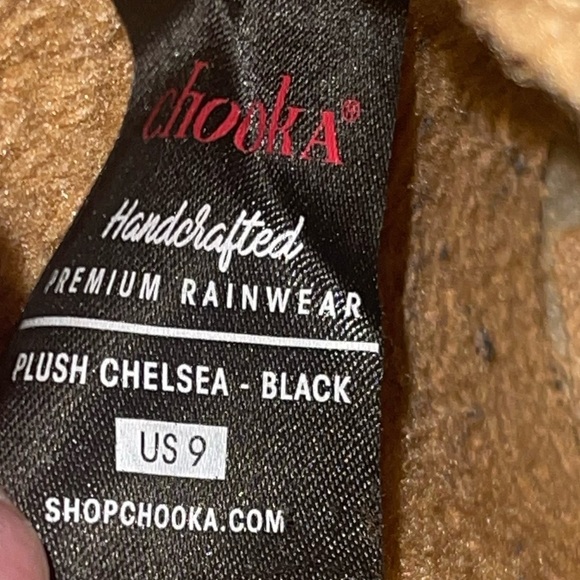 chookA®
Handcrafted
PREMIUM RAINWEAR
PLUSH CHELSEA - BLACK
US 9
SHOPCHOOKA.COM